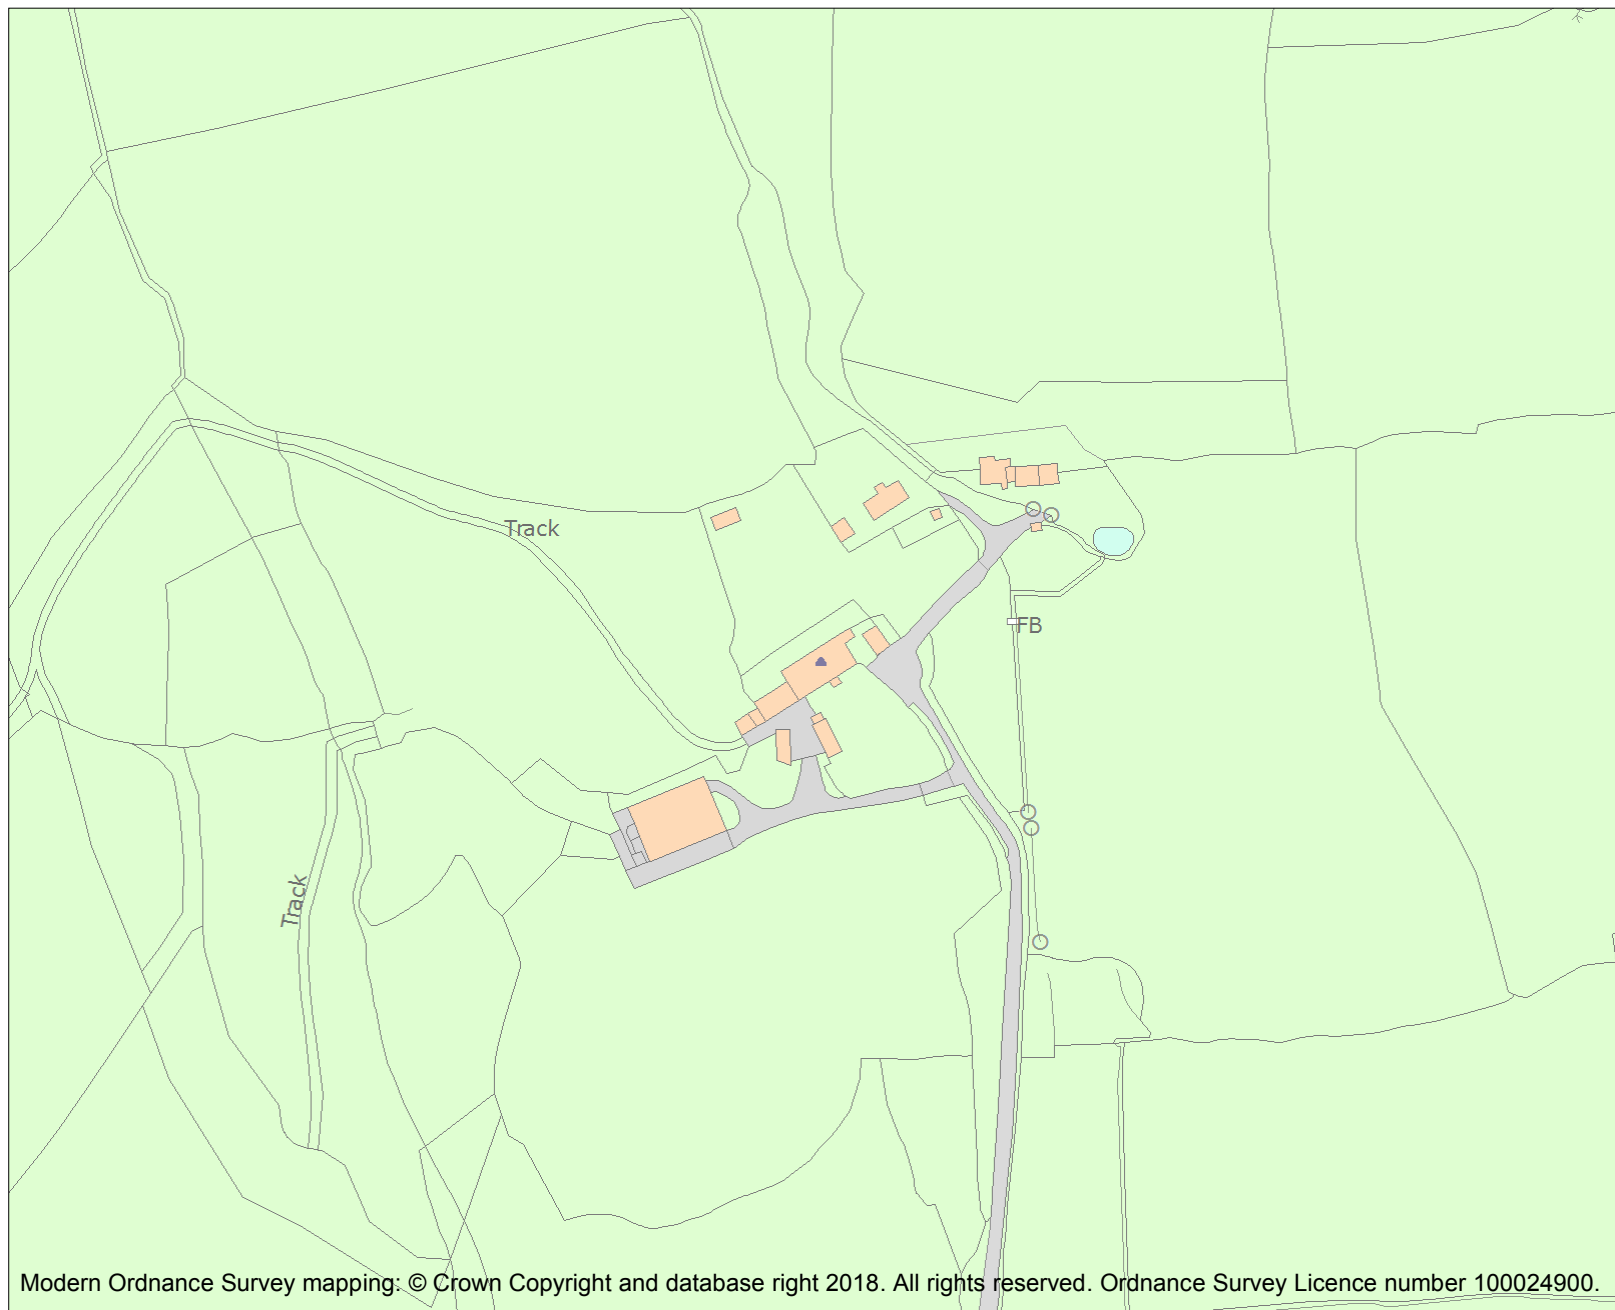 Track
FB
Track
Modern Ordnance Survey mapping: © Crown Copyright and database right 2018. All rights reserved. Ordnance Survey Licence number 100024900.